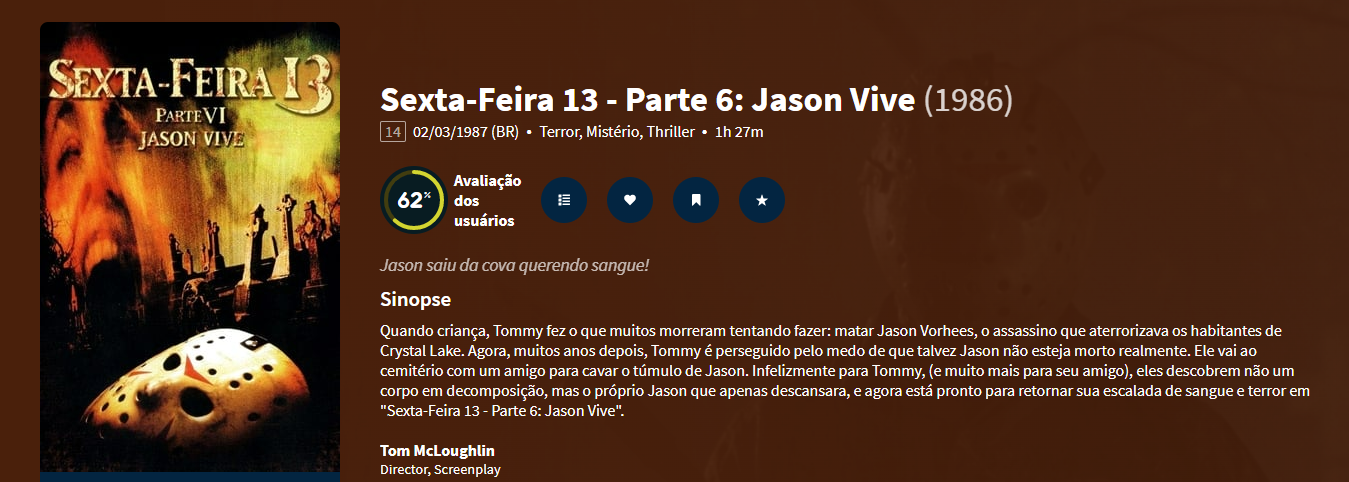 SEXTA-FEIRA 13
PARTE VI
JASON VIVE
Sexta-Feira 13 - Parte 6: Jason Vive (1986)
14 02/03/1987 (BR) • Terror, Mistério, Thriller • 1h 27m
62%
Avaliação
dos
usuários
Jason saiu da cova querendo sangue!
Sinopse
Quando criança, Tommy fez o que muitos morreram tentando fazer: matar Jason Vorhees, o assassino que aterrorizava os habitantes de
Crystal Lake. Agora, muitos anos depois, Tommy é perseguido pelo medo de que talvez Jason não esteja morto realmente. Ele vai ao
cemitério com um amigo para cavar o túmulo de Jason. Infelizmente para Tommy, (e muito mais para seu amigo), eles descobrem não um
corpo em decomposição, mas o próprio Jason que apenas descansara, e agora está pronto para retornar sua escalada de sangue e terror em
"Sexta-Feira 13 - Parte 6: Jason Vive".
Tom McLoughlin
Director, Screenplay